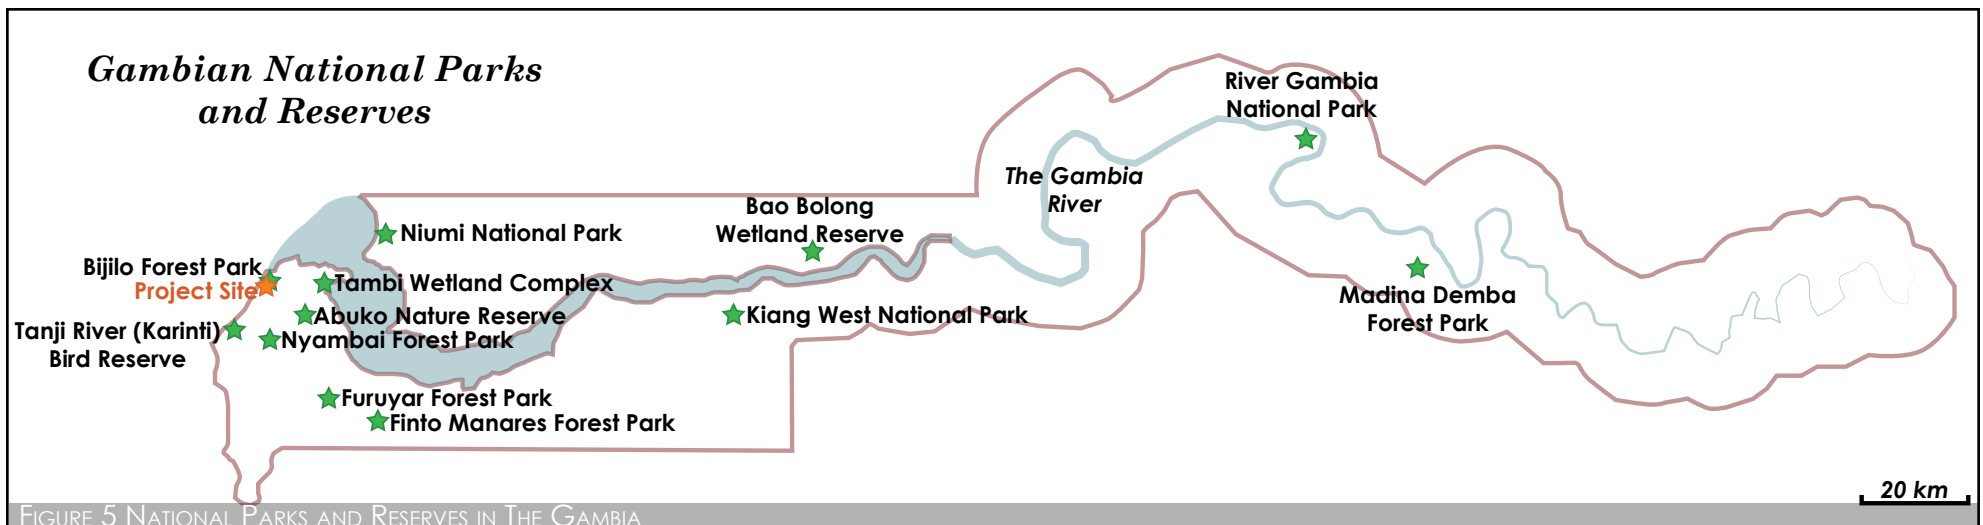 Gambian National Parks
and Reserves
River Gambia
National Park
The Gambia
River
Bao Bolong
Wetland Reserve
Niumi National Park
Bijilo Forest Park
Project Site
Tambi Wetland Complex
Madina Demba
Forest Park
Abuko Nature Reserve
Kiang West National Park
Tanji River (Karinti)
Bird Reserve
Nyambai Forest Park
Furuyar Forest Park
Finto Manares Forest Park
20 km
Figure 5 National Parks and Reserves in The Gambia